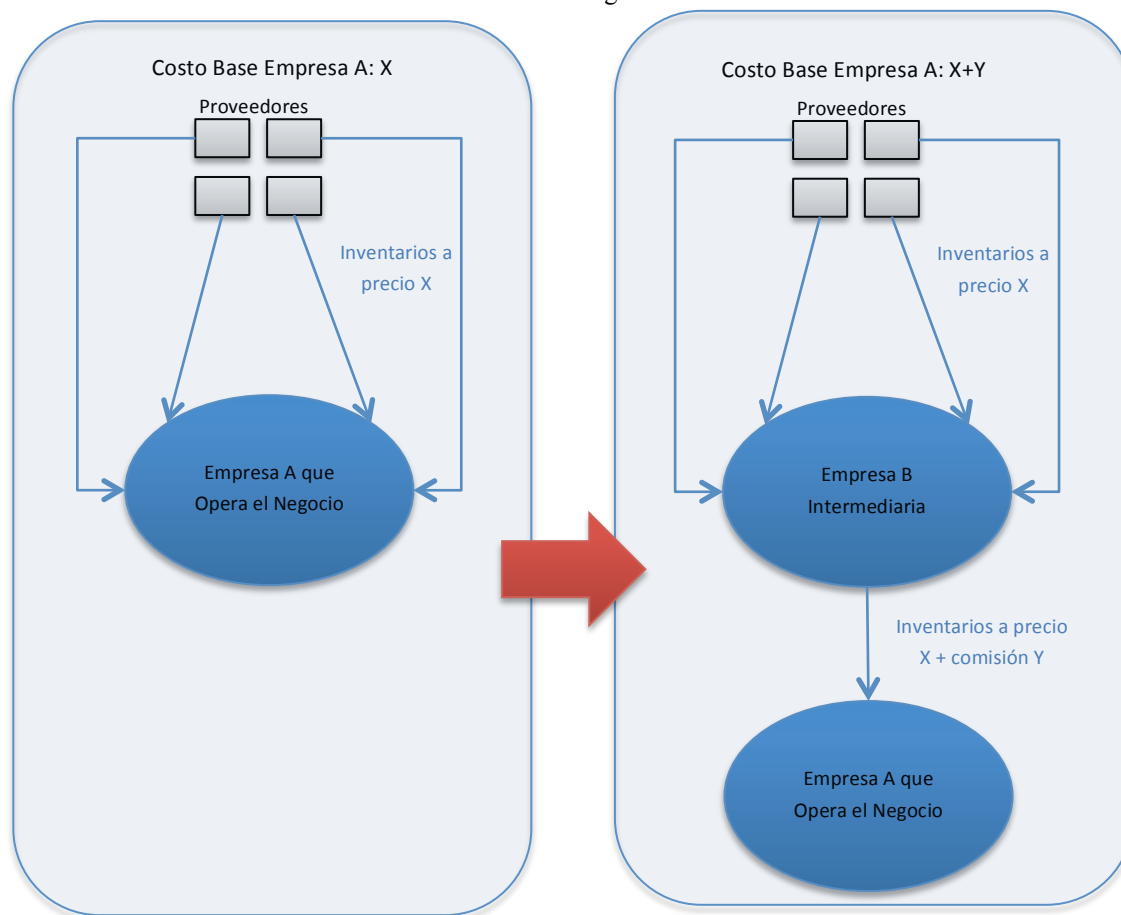 Costo Base Empresa A: X
Proveedores
Inventarios a
precio X
Empresa A que
Opera el Negocio
Costo Base Empresa A: X+Y
Proveedores
Inventarios a
precio X
Empresa B
Intermediaria
Inventarios a precio
X + comisión Y
Empresa A que
Opera el Negocio